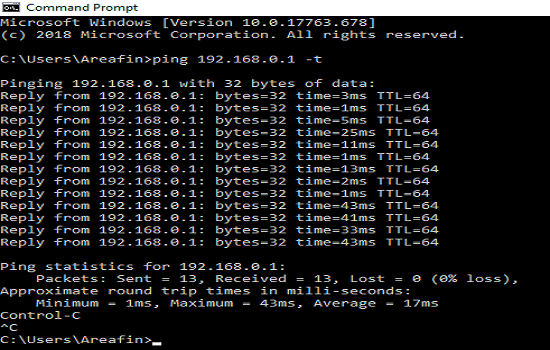 Command Prompt
Microsoft Windows [Version 10.0.17763.678]
(c) 2018 Microsoft Corporation. All rights reserved.
C:\Users\Areafin>ping 192.168.0.1 -t
Pinging 192.168.0.1 with 32 bytes of data:
Reply from 192.168.0.1: bytes=32 time=3ms TTL=64
Reply from 192.168.0.1: bytes=32 time=1ms TTL=64
Reply from 192.168.0.1: bytes=32 time=5ms TTL=64
Reply from 192.168.0.1: bytes=32 time=25ms TTL=64
Reply from 192.168.0.1: bytes=32 time=11ms TTL=64
Reply from 192.168.0.1: bytes=32 time=1ms TTL=64
Reply from 192.168.0.1: bytes=32 time=13ms TTL=64
Reply from 192.168.0.1: bytes=32 time=2ms TTL=64
Reply from 192.168.0.1: bytes=32 time=1ms TTL=64
Reply from 192.168.0.1: bytes=32 time=43ms TTL=64
Reply from 192.168.0.1: bytes=32 time=41ms TTL=64
Reply from 192.168.0.1: bytes=32 time=33ms TTL=64
Reply from 192.168.0.1: bytes=32 time=43ms TTL=64
Ping statistics for 192.168.0.1:
    Packets: Sent = 13, Received = 13, Lost = 0 (0% loss),
Approximate round trip times in milli-seconds:
    Minimum = 1ms, Maximum = 43ms, Average = 17ms
Control-C
^C
C:\Users\Areafin>